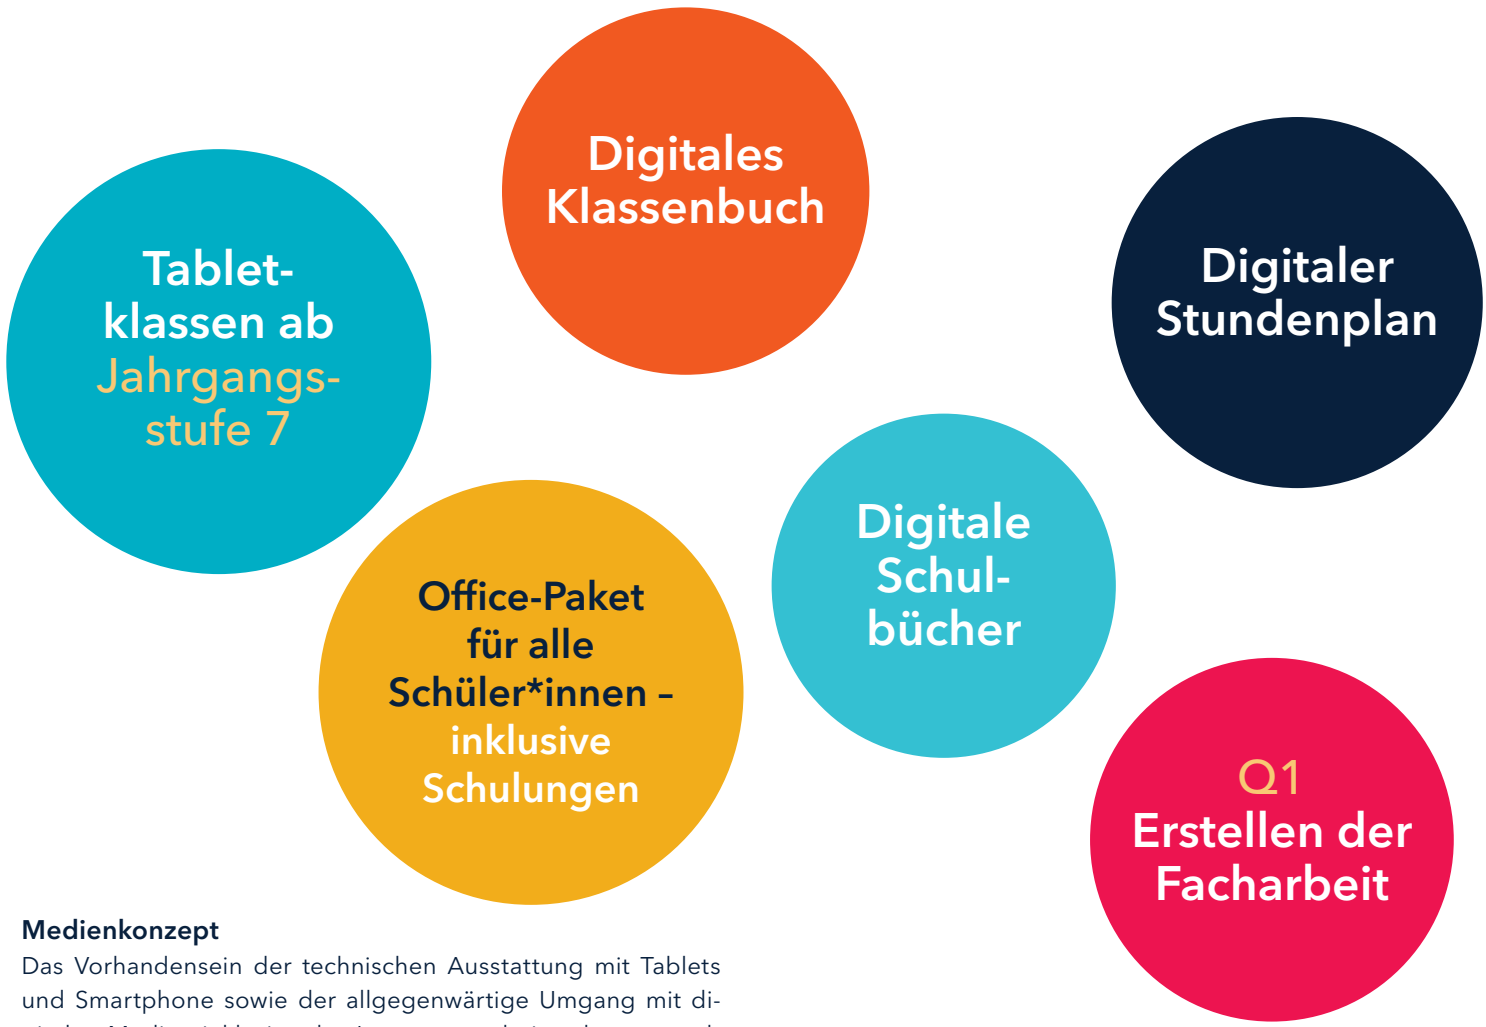 Digitales
Klassenbuch
Tablet-
klassen ab
Jahrgangs-
stufe 7
Digitaler
Stundenplan
Digitale
Schul-
bücher
Office-Paket
für alle
Schüler*innen –
inklusive
Schulungen
Q1
Erstellen der
Facharbeit
Medienkonzept
Das Vorhandensein der technischen Ausstattung mit Tablets
und Smartphone sowie der allgegenwärtige Umgang mit di-